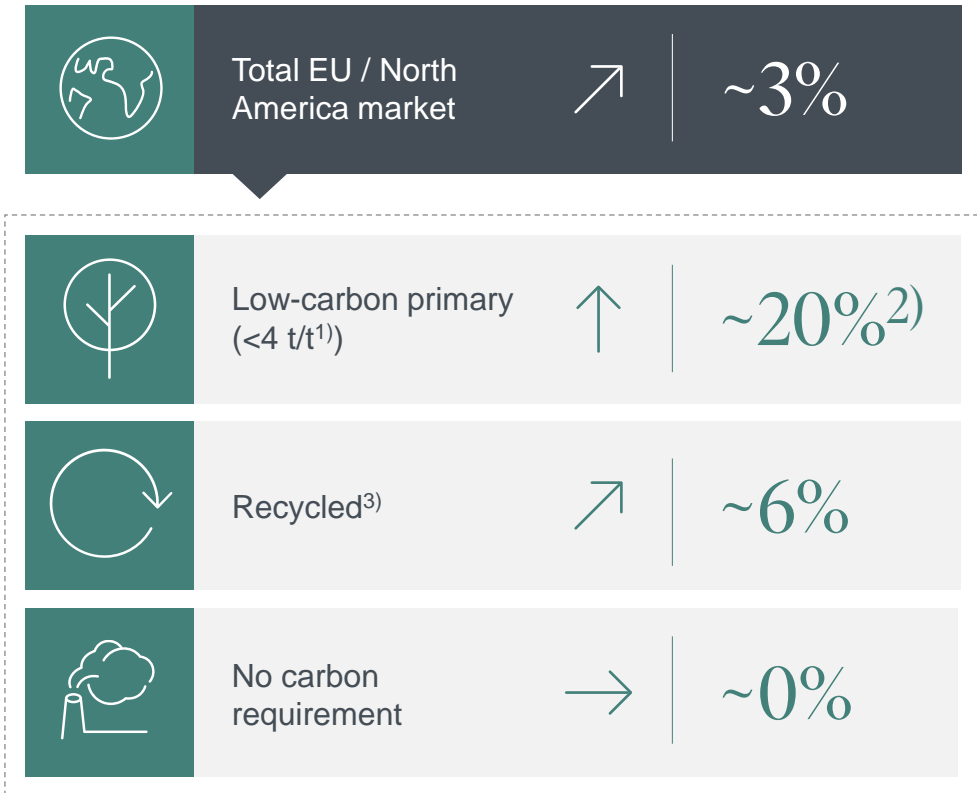 Total EU / North
America market
~3%
Low-carbon primary
(<4 t/t1))
~20%2)
Recycled3)
~6%
No carbon
requirement
~0%